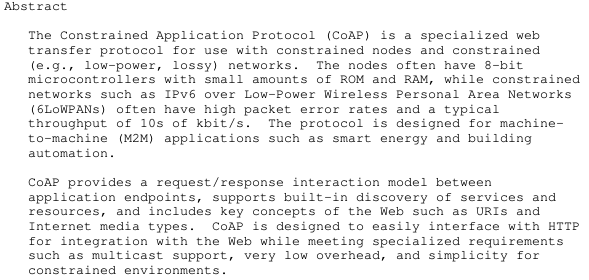 Abstract
The Constrained Application Protocol (CoAP) is a specialized web
transfer protocol for use with constrained nodes and constrained
(e.g., low-power, lossy) networks. The nodes often have 8-bit
microcontrollers with small amounts of ROM and RAM, while constrained
networks such as IPv6 over Low-Power Wireless Personal Area Networks
(6LoWPANs) often have high packet error rates and a typical
throughput of 10s of kbit/s. The protocol is designed for machine-
to-machine (M2M) applications such as smart energy and building
automation.
CoAP provides a request/response interaction model between
application endpoints, supports built-in discovery of services and
resources, and includes key concepts of the Web such as URIs and
Internet media types. CoAP is designed to easily interface with HTTP
for integration with the Web while meeting specialized requirements
such as multicast support, very low overhead, and simplicity for
constrained environments.